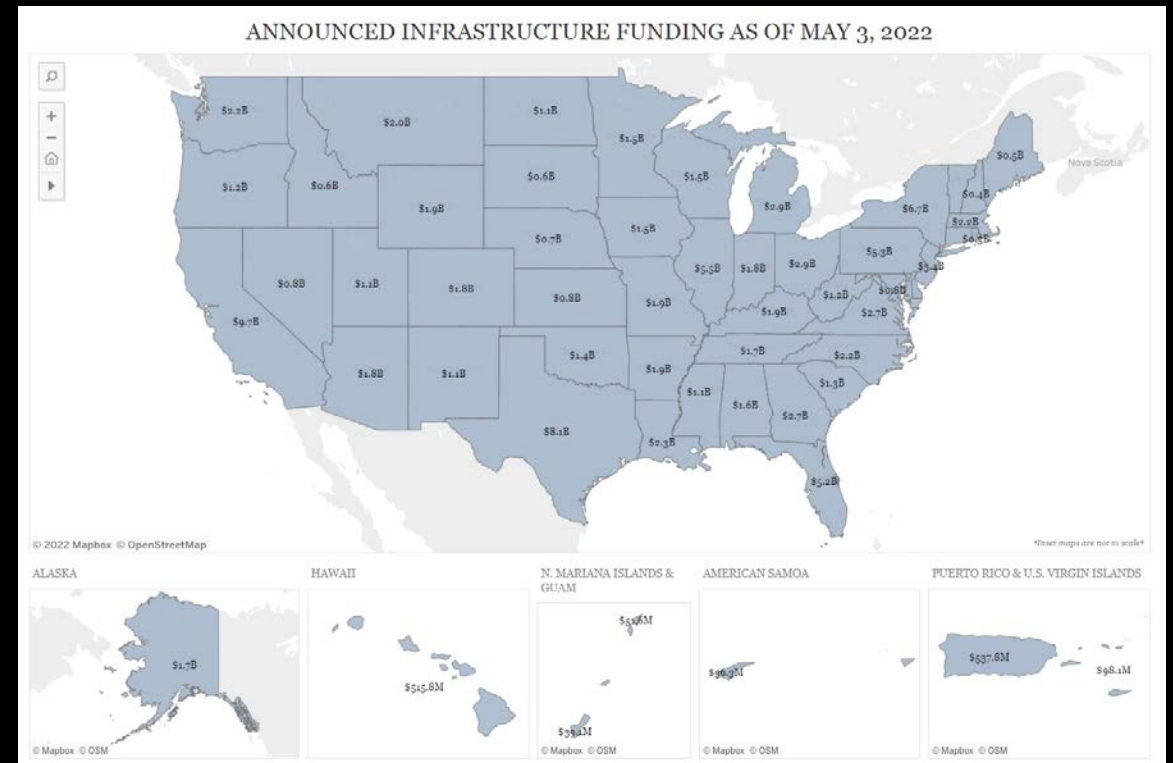 ANNOUNCED INFRASTRUCTURE FUNDING AS OF MAY 3, 2022
$2.2B
$2.0B
$1.1B
$1.5B
$0.5B
Nova Scotia
$1.2B
$0.6B
$0.6B
$1.5B
$2.9B
$6.7B
$0.4B
$1.9B
$2.2B
$0.7B
$1.5B
$5.3B
$0.8B
$1.1B
$1.8B
$0.8B
$1.9B
$5.5B
$1.8B
$2.9B
$3.4B
$1.2B
$0.8B
$9.7B
$1.9B
$2.7B
$1.8B
$1.1B
$1.4B
$1.9B
$1.7B
$2.2B
$1.1B
$1.6B
$2.7B
$1.3B
$8.1B
$2.3B
$5.2B
© 2022 Mapbox © OpenStreetMap
*Inset maps are not to scale*
ALASKA
HAWAII
N. MARIANA ISLANDS &
GUAM
AMERICAN SAMOA
PUERTO RICO & U.S. VIRGIN ISLANDS
$1.7B
$515.8M
$537.8M
$98.1M
© Mapbox © OSM
© Mapbox © OSM
© Mapbox © OSM
© Mapbox © OSM